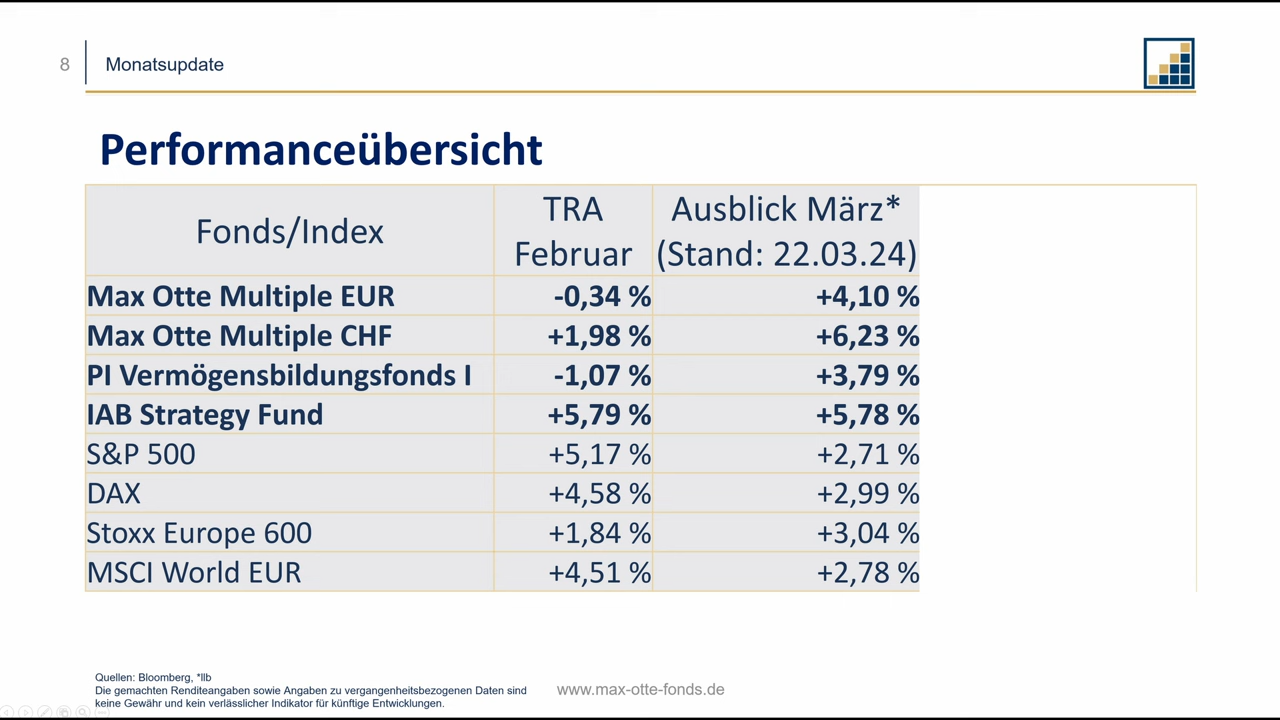 8
Monatsupdate
Performanceübersicht
Fonds/Index
TRA
Februar
Ausblick März*
(Stand: 22.03.24)
Max Otte Multiple EUR -0,34 % +4,10 %
Max Otte Multiple CHF +1,98 % +6,23 %
PI Vermögensbildungsfonds I -1,07 % +3,79 %
IAB Strategy Fund +5,79 % +5,78 %
S&P 500 +5,17 % +2,71 %
DAX +4,58 % +2,99 %
Stoxx Europe 600 +1,84 % +3,04 %
MSCI World EUR +4,51 % +2,78 %
Quellen: Bloomberg, *llb
Die gemachten Renditeangaben sowie Angaben zu vergangenheitsbezogenen Daten sind
keine Gewähr und kein verlässlicher Indikator für künftige Entwicklungen.
www.max-otte-fonds.de